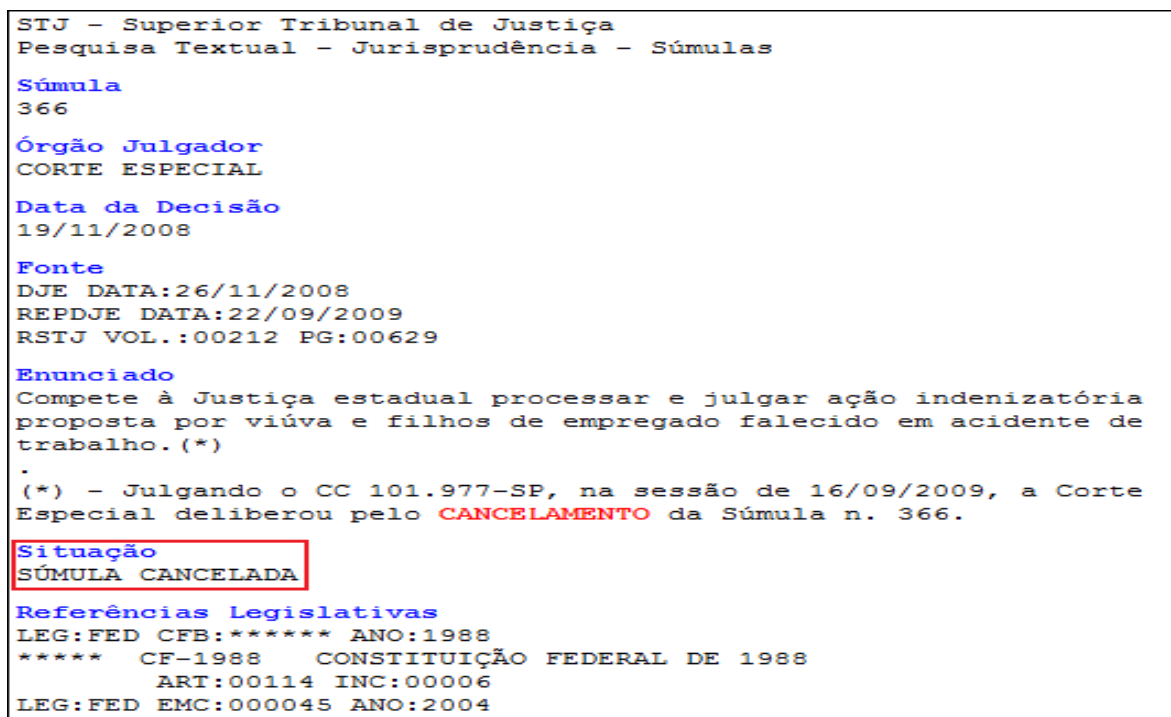 STJ - Superior Tribunal de Justiça
Pesquisa Textual - Jurisprudência - Súmulas
Súmula
366
Órgão Julgador
CORTE ESPECIAL
Data da Decisão
19/11/2008
Fonte
DJE DATA:26/11/2008
REPDJE DATA:22/09/2009
RSTJ VOL.:00212 PG:00629
Enunciado
Compete à Justiça estadual processar e julgar ação indenizatória
proposta por viúva e filhos de empregado falecido em acidente de
trabalho.(*)
.
(*) - Julgando o CC 101.977-SP, na sessão de 16/09/2009, a Corte
Especial deliberou pelo CANCELAMENTO da Súmula n. 366.
Situação
SÚMULA CANCELADA
Referências Legislativas
LEG:FED CFB:****** ANO:1988
***** CF-1988 CONSTITUIÇÃO FEDERAL DE 1988
ART:00114 INC:00006
LEG:FED EMC:000045 ANO:2004